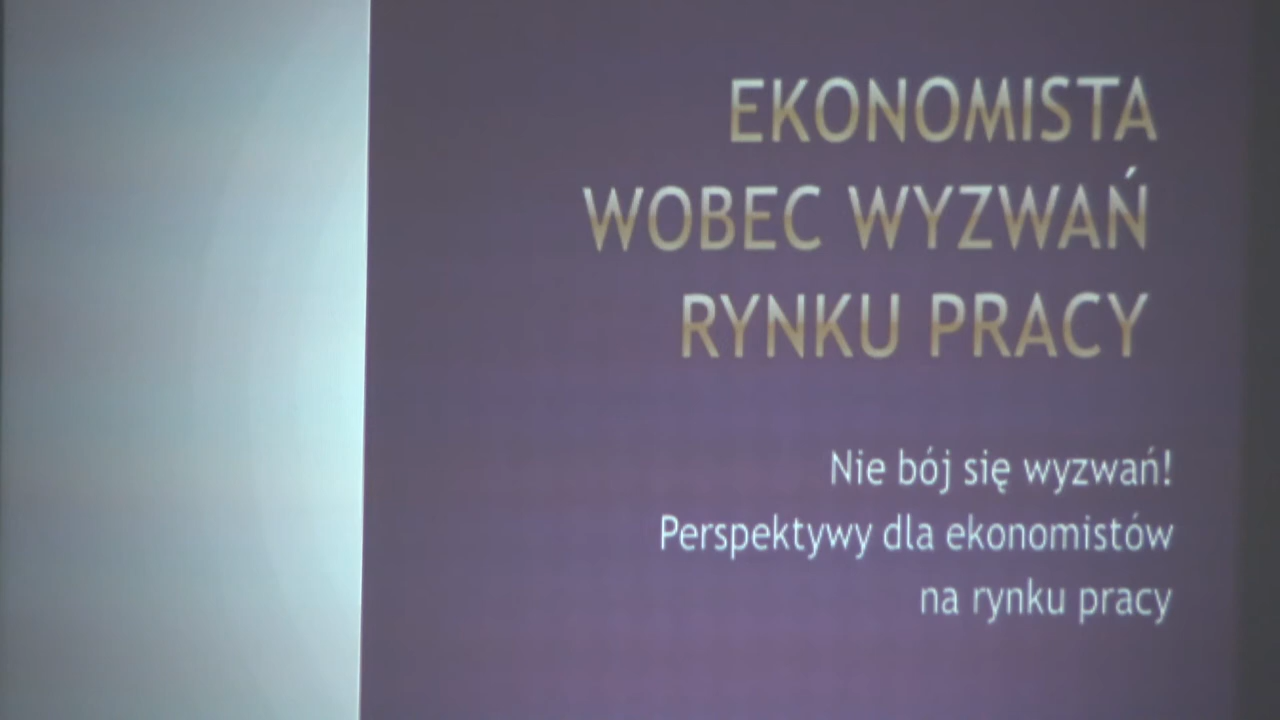 EKONOMISTA
WOBEC WYZWAŃ
RYNKU PRACY
Nie bój się wyzwań!
Perspektywy dla ekonomistów
na rynku pracy